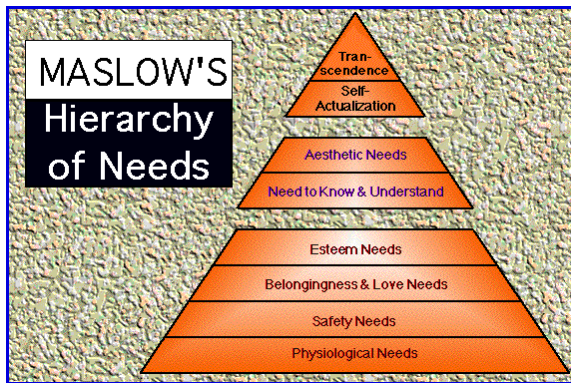 MASLOW'S
Hierarchy
of Needs
Tran-
scendence
Self-
Actualization
Aesthetic Needs
Need to Know & Understand
Esteem Needs
Belongingness & Love Needs
Safety Needs
Physiological Needs